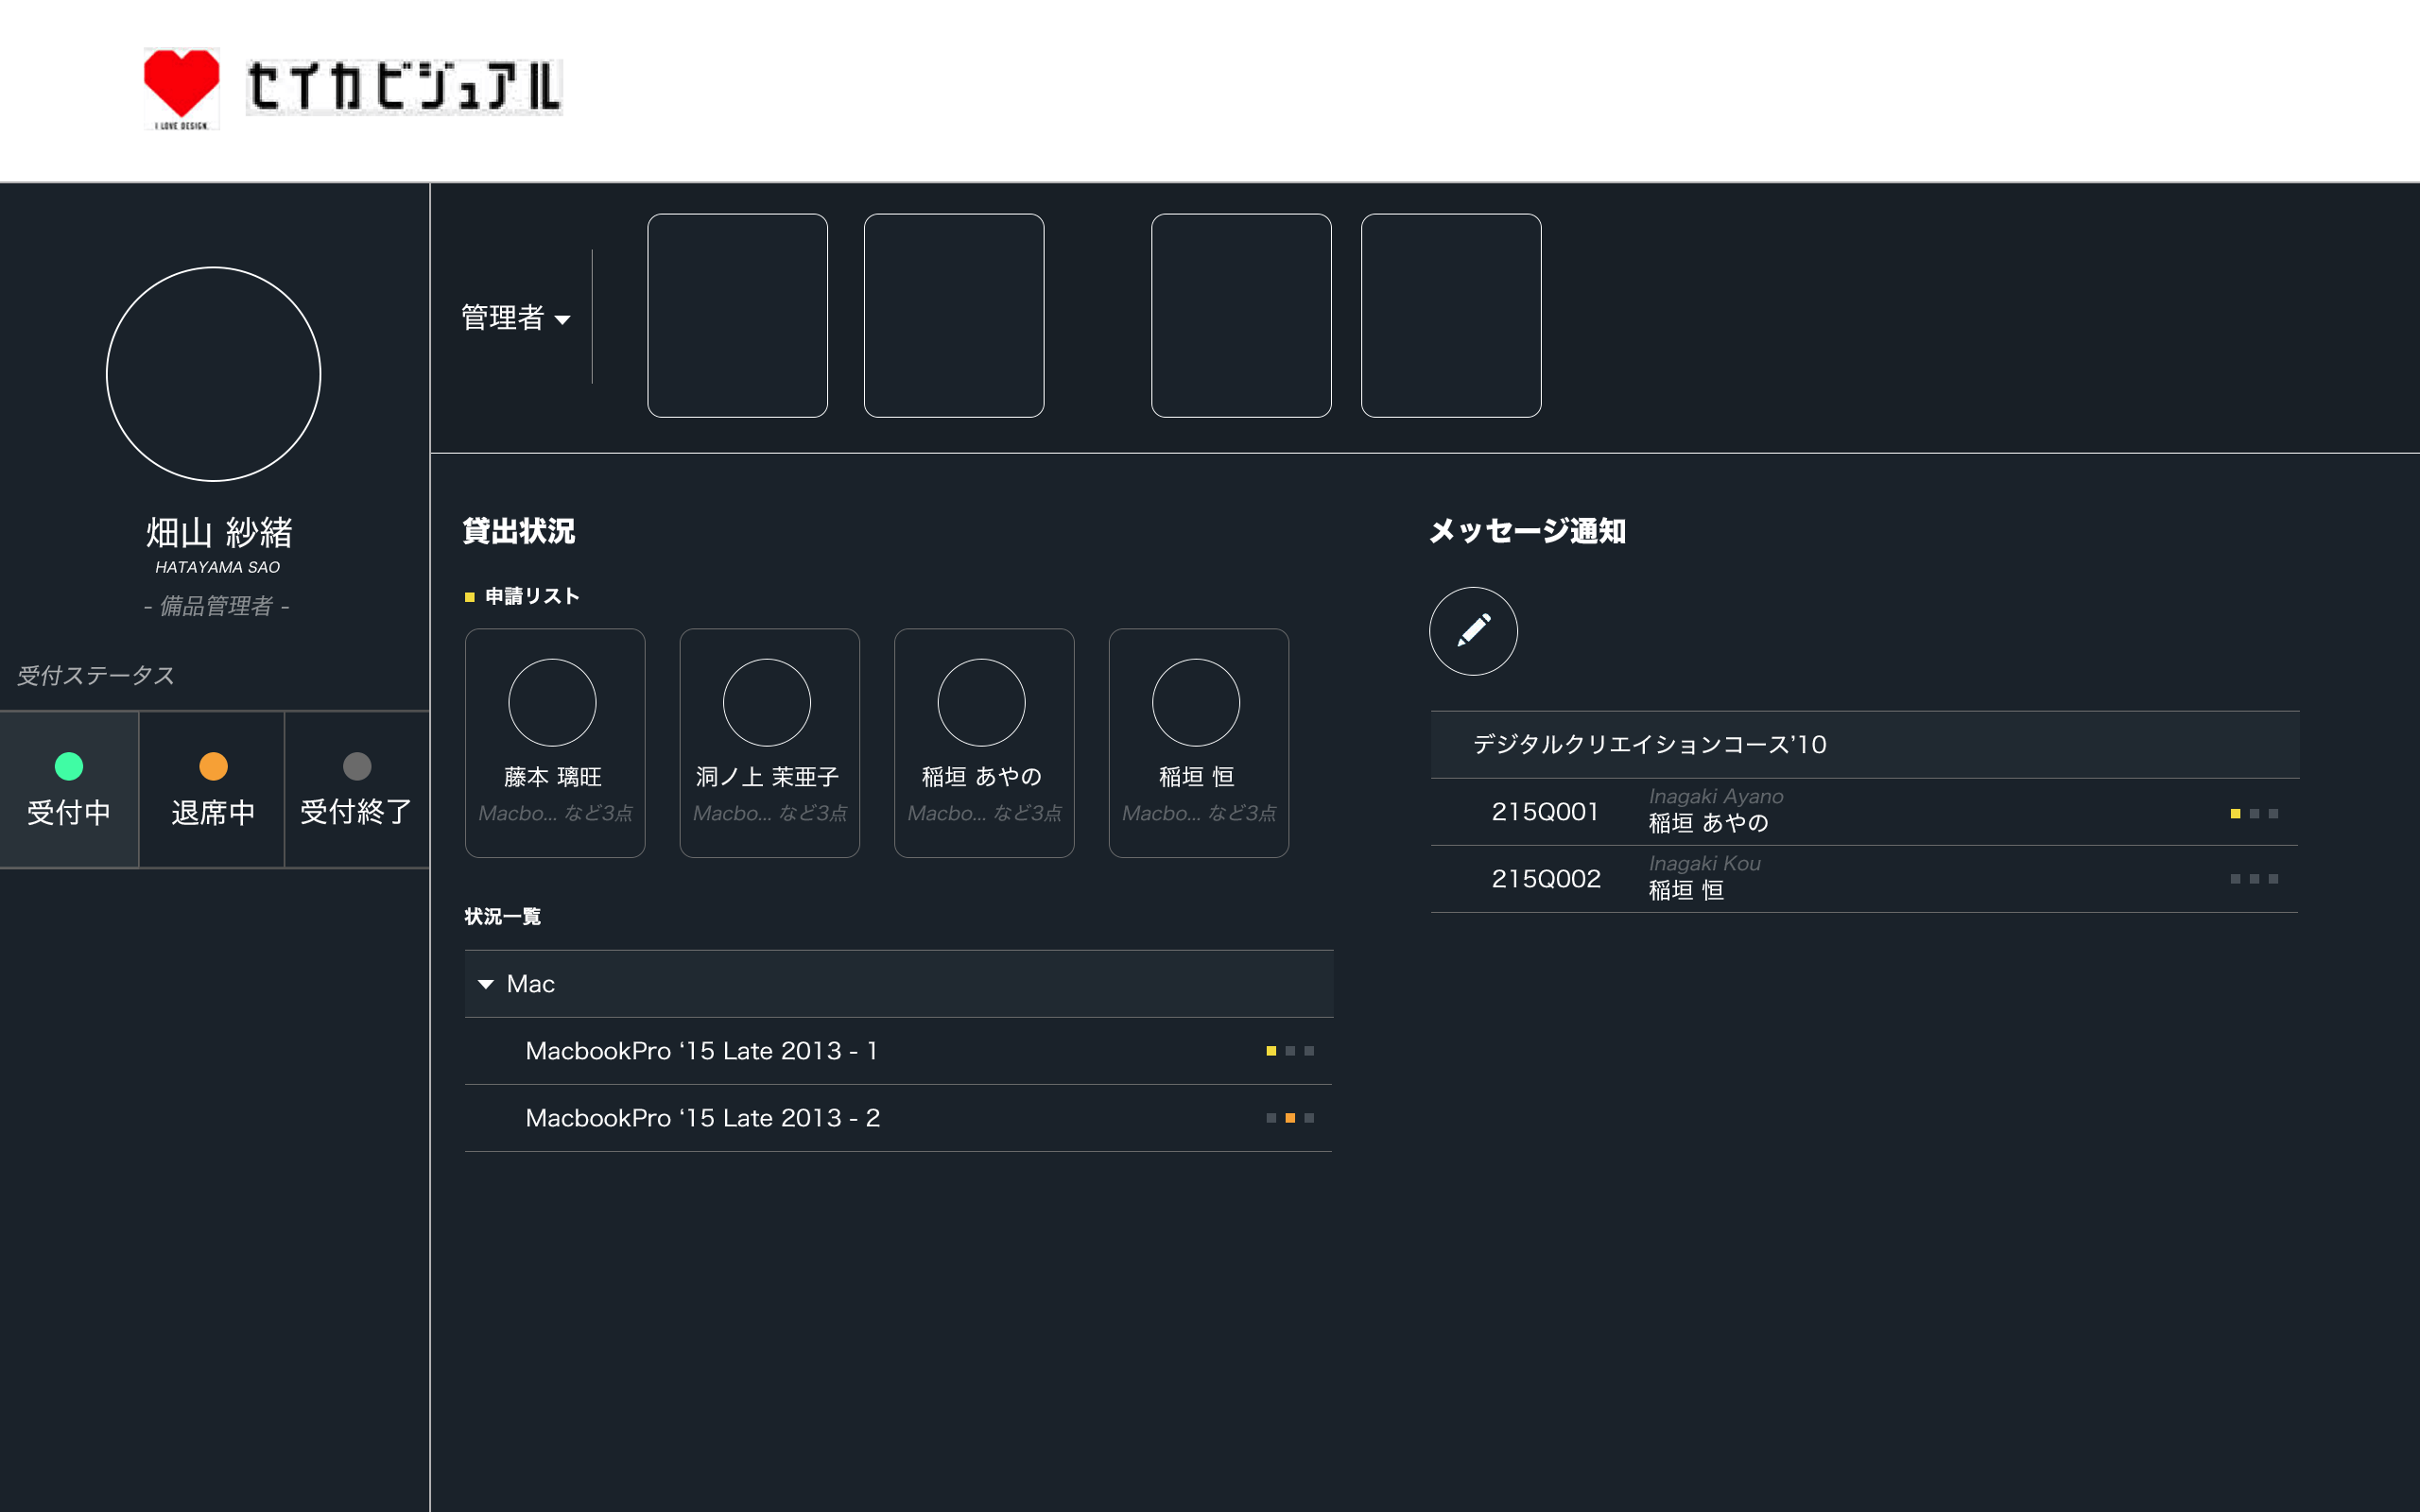 I LOVE DESIGN.
セイカビジュアル
畑山 紗緒
HATAYAMA SAO
- 備品管理者 -
受付ステータス
受付中
退席中
受付終了
管理者
貸出状況
申請リスト
藤本 璃旺
Macbo... など3点
洞ノ上 茉亜子
Macbo... など3点
稲垣 あやの
Macbo... など3点
稲垣 恒
Macbo... など3点
状況一覧
Mac
MacbookPro ‘15 Late 2013 - 1
MacbookPro ‘15 Late 2013 - 2
メッセージ通知
デジタルクリエイションコース’10
215Q001
Inagaki Ayano
稲垣 あやの
215Q002
Inagaki Kou
稲垣 恒